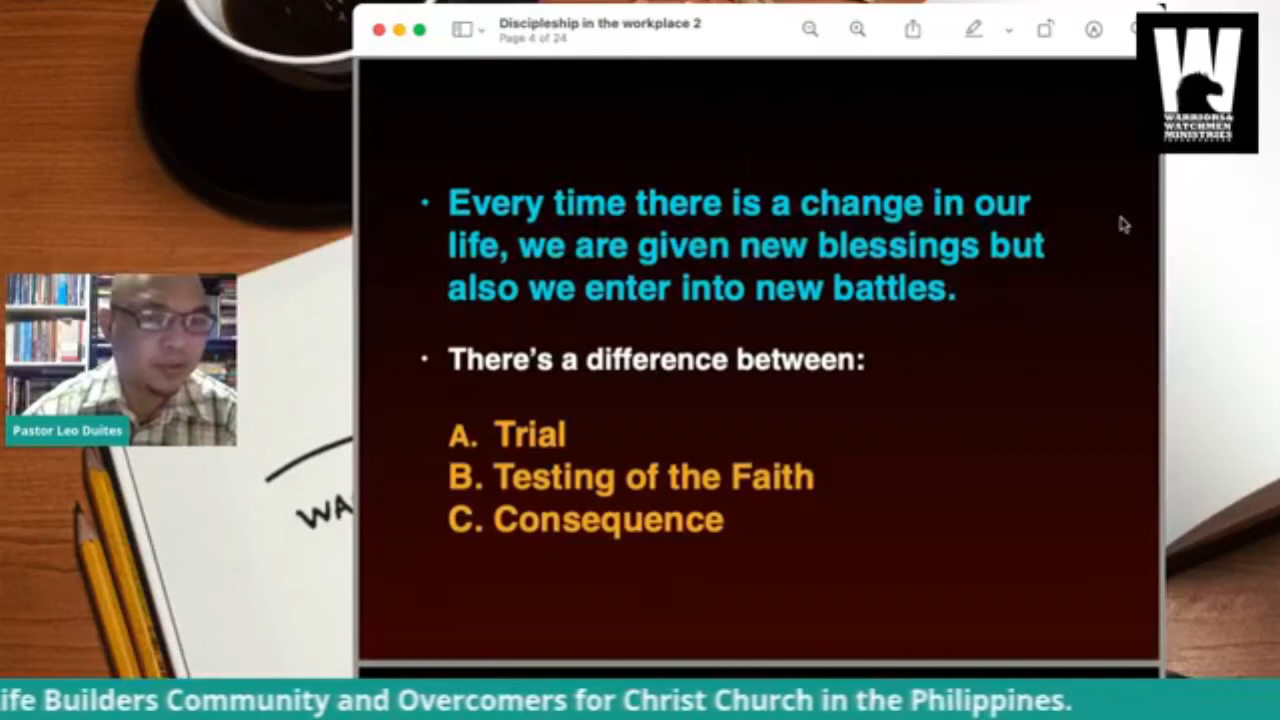 Discipleship in the workplace 2
Page 4 of 24
W
WARRIORS &
WATCHMEN
MINISTRIES
INCORPORATED
· Every time there is a change in our
life, we are given new blessings but
also we enter into new battles.
· There's a difference between:
A. Trial
B. Testing of the Faith
C. Consequence
Pastor Leo Duites
WA
ife Builders Community and Overcomers for Christ Church in the Philippines.